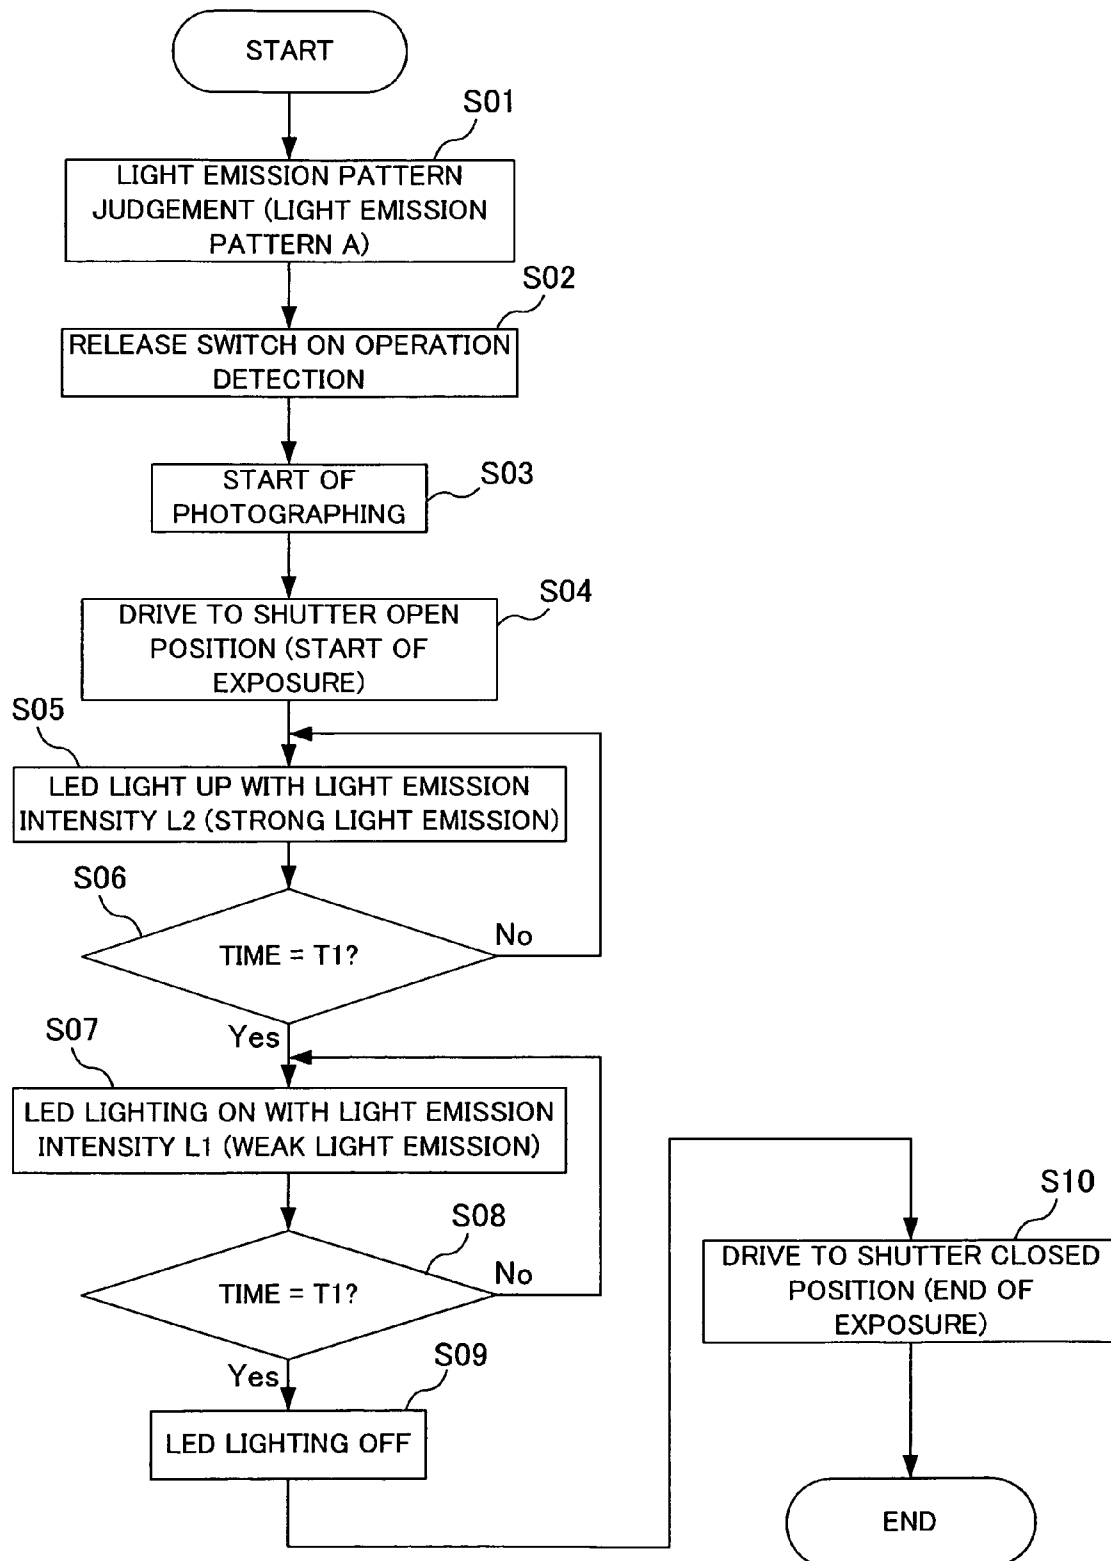 START
S01
LIGHT EMISSION PATTERN
JUDGEMENT (LIGHT EMISSION
PATTERN A)
S02
RELEASE SWITCH ON OPERATION
DETECTION
START OF
PHOTOGRAPHING
S03
S04
DRIVE TO SHUTTER OPEN
POSITION (START OF
EXPOSURE)
S05
LED LIGHT UP WITH LIGHT EMISSION
INTENSITY L2 (STRONG LIGHT EMISSION)
S06
TIME = T1?
No
Yes
S07
LED LIGHTING ON WITH LIGHT EMISSION
INTENSITY L1 (WEAK LIGHT EMISSION)
S08
TIME = T1?
No
Yes
S09
LED LIGHTING OFF
S10
DRIVE TO SHUTTER CLOSED
POSITION (END OF
EXPOSURE)
END